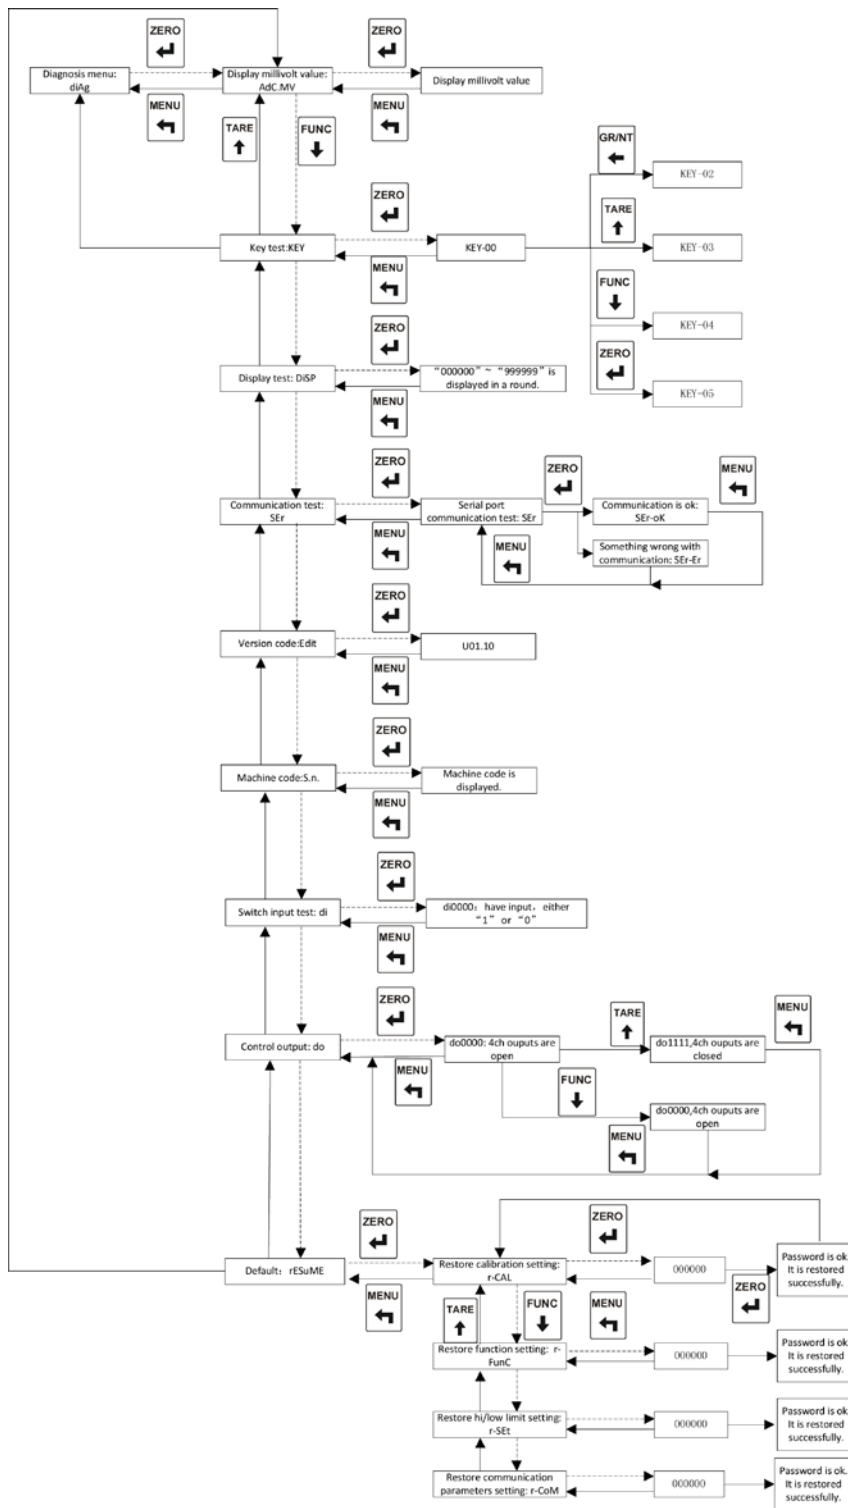 ZERO
ZERO
Diagnosis menu:
diAg
Display millivolt value:
AdC.MV
Display millivolt value
MENU
MENU
TARE
FUNC
GR/NT
KEY-02
ZERO
TARE
Key test:KEY
KEY-00
KEY-03
MENU
FUNC
KEY-04
ZERO
ZERO
Display test: DiSP
“000000” ~ “999999” is
displayed in a round.
KEY-05
MENU
ZERO
ZERO
MENU
Communication test:
SEr
Serial port
communication test: SEr
Communication is ok:
SEr-oK
MENU
MENU
Something wrong with
communication: SEr-Er
ZERO
Version code:Edit
U01.10
MENU
ZERO
Machine code:S.n.
Machine code is
displayed.
MENU
ZERO
Switch input test: di
di0000: have input, either
“1” or “0”
MENU
ZERO
TARE
MENU
Control output: do
do0000: 4ch ouputs are
open
do1111,4ch ouputs are
closed
MENU
FUNC
do0000,4ch ouputs are
open
MENU
ZERO
ZERO
Default: rESuME
Restore calibration setting:
r-CAL
000000
Password is ok.
It is restored
successfully.
MENU
ZERO
TARE
FUNC
MENU
Restore function setting: r-
FunC
000000
Password is ok.
It is restored
successfully.
Restore hi/low limit setting:
r-SEt
000000
Password is ok.
It is restored
successfully.
Restore communication
parameters setting: r-CoM
000000
Password is ok.
It is restored
successfully.